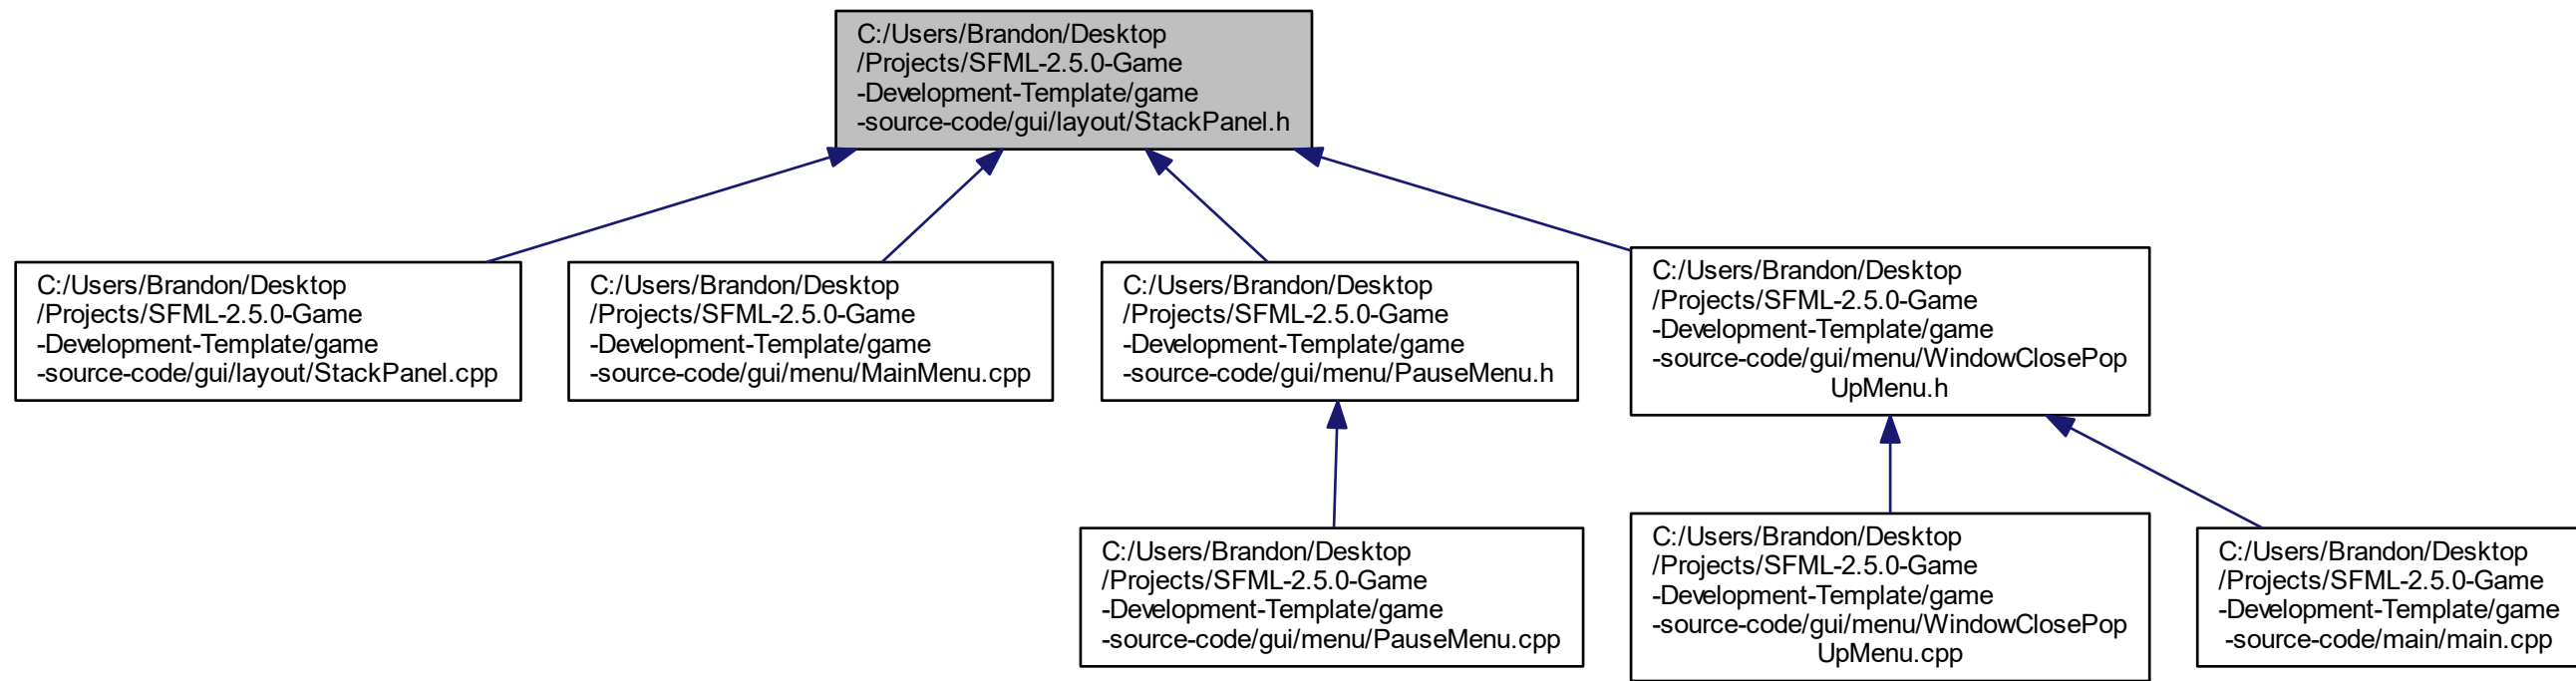 C:/Users/Brandon/Desktop
/Projects/SFML-2.5.0-Game
-Development-Template/game
-source-code/gui/layout/StackPanel.h
C:/Users/Brandon/Desktop
/Projects/SFML-2.5.0-Game
-Development-Template/game
-source-code/gui/layout/StackPanel.cpp
C:/Users/Brandon/Desktop
/Projects/SFML-2.5.0-Game
-Development-Template/game
-source-code/gui/menu/MainMenu.cpp
C:/Users/Brandon/Desktop
/Projects/SFML-2.5.0-Game
-Development-Template/game
-source-code/gui/menu/PauseMenu.h
C:/Users/Brandon/Desktop
/Projects/SFML-2.5.0-Game
-Development-Template/game
-source-code/gui/menu/WindowClosePop
UpMenu.h
C:/Users/Brandon/Desktop
/Projects/SFML-2.5.0-Game
-Development-Template/game
-source-code/gui/menu/PauseMenu.cpp
C:/Users/Brandon/Desktop
/Projects/SFML-2.5.0-Game
-Development-Template/game
-source-code/gui/menu/WindowClosePop
UpMenu.cpp
C:/Users/Brandon/Desktop
/Projects/SFML-2.5.0-Game
-Development-Template/game
-source-code/main/main.cpp